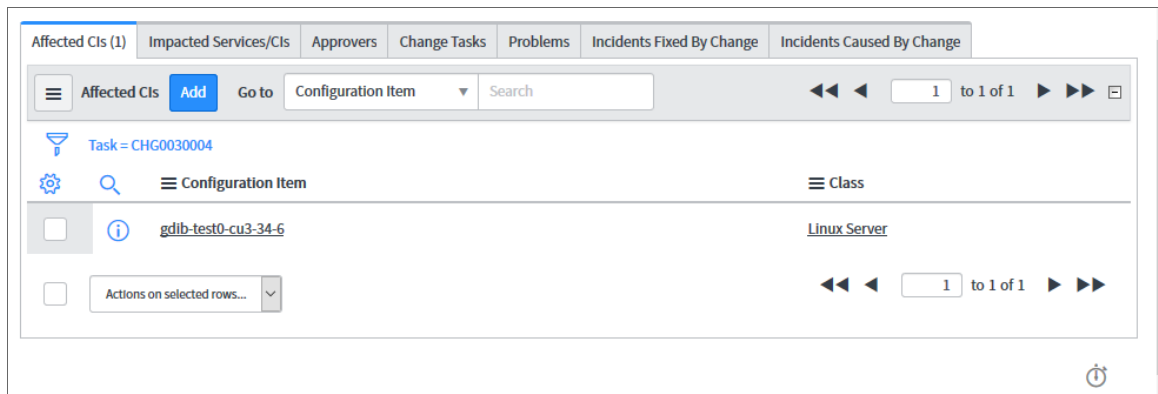 Affected CIs (1) Impacted Services/CIs Approvers Change Tasks Problems Incidents Fixed By Change Incidents Caused By Change
Affected CIs Add Go to Configuration Item Search 1 to 1 of 1
Task = CHG0030004
Configuration Item Class
gdib-test0-cu3-34-6 Linux Server
Actions on selected rows... 1 to 1 of 1